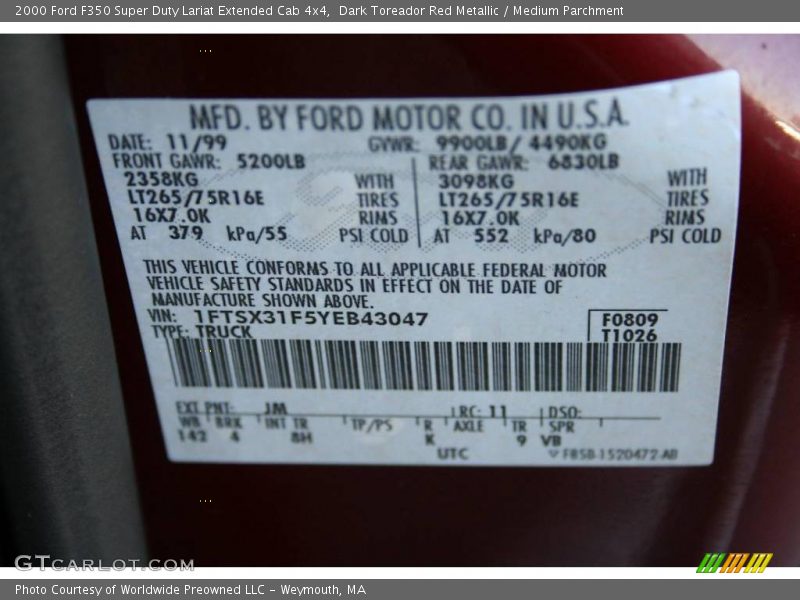 2000 Ford F350 Super Duty Lariat Extended Cab 4x4, Dark Toreador Red Metallic / Medium Parchment
...
MFD. BY FORD MOTOR CO. IN U.S.A.
DATE: 11/99 GVWR: 9900LB/ 4490KG
FRONT GAWR: 5200LB REAR GAWR: 6830LB
2358KG WITH 3098KG WITH
LT265/75R16E TIRES LT265/75R16E TIRES
16X7.0K RIMS 16X7.0K RIMS
AT 379 kPa/55 PSI COLD AT 552 kPa/80 PSI COLD
THIS VEHICLE CONFORMS TO ALL APPLICABLE FEDERAL MOTOR
VEHICLE SAFETY STANDARDS IN EFFECT ON THE DATE OF
MANUFACTURE SHOWN ABOVE.
VIN: 1FTSX31F5YEB43047 F0809
TYPE: TRUCK T1026
EXT PNT: JM RC: 11 DSO:
WB BRK INT TR TP/PS R AXLE TR SPR
142 4 8H K 9 VB
UTC F85B-1520472-AB
...
GTCARLOT.COM
Photo Courtesy of Worldwide Preowned LLC - Weymouth, MA